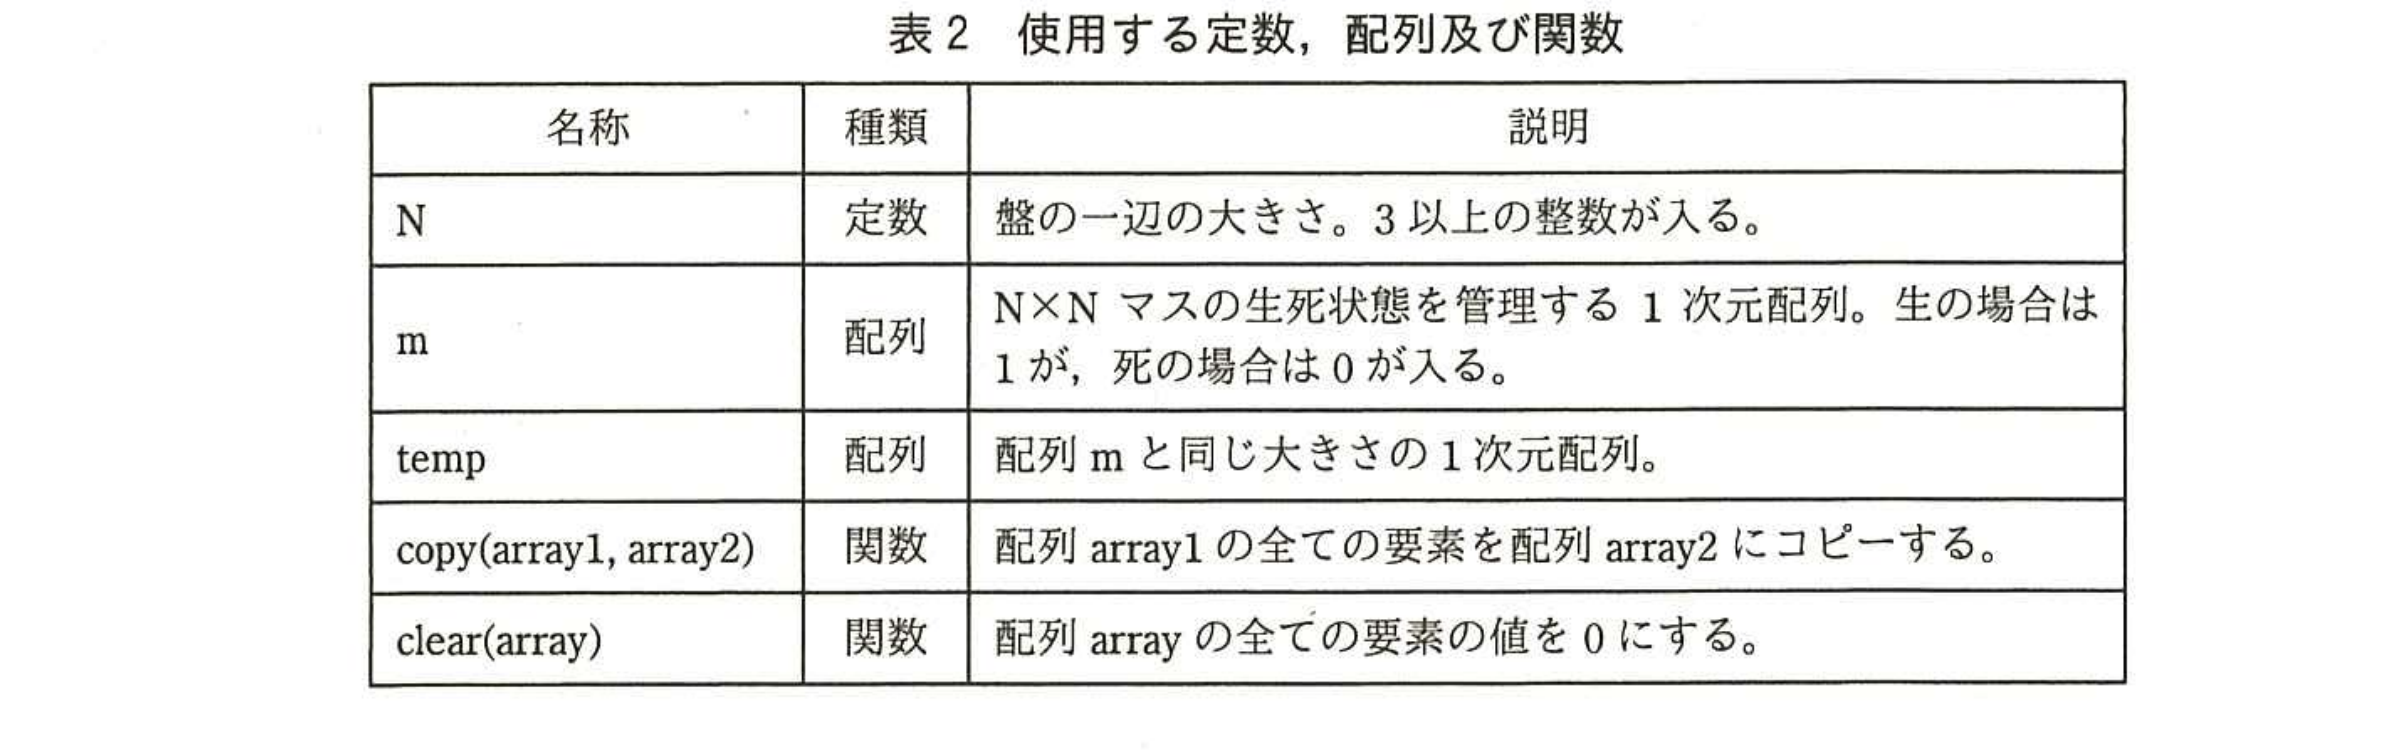 表2　使用する定数，配列及び関数
名称　種類　説明
N　定数　盤の一辺の大きさ。3以上の整数が入る。
m　配列　N×N マスの生死状態を管理する 1 次元配列。生の場合は
1が，死の場合は0が入る。
temp　配列　配列 m と同じ大きさの1次元配列。
copy(array1, array2)　関数　配列 array1 の全ての要素を配列 array2 にコピーする。
clear(array)　関数　配列 array の全ての要素の値を 0 にする。